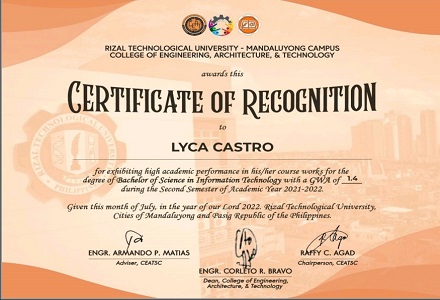 RIZAL TECHNOLOGICAL UNIVERSITY - MANDALUYONG CAMPUS
COLLEGE OF ENGINEERING, ARCHITECTURE, & TECHNOLOGY
awards this
CERTIFICATE OF RECOGNITION
to
LYCA CASTRO
for exhibiting high academic performance in his/her course works for the
degree of Bachelor of Science in Information Technology with a GWA of 1.4
during the Second Semester of Academic Year 2021-2022.
Given this month of July, in the year of our Lord 2022. Rizal Technological University,
Cities of Mandaluyong and Pasig Republic of the Philippines.
ENGR. ARMANDO P. MATIAS
Adviser, CEATSC
ENGR. CORLETO R. BRAVO
Dean, College of Engineering,
Architecture, & Technology
RAFFY C. AGAD
Chairperson, CEATSC